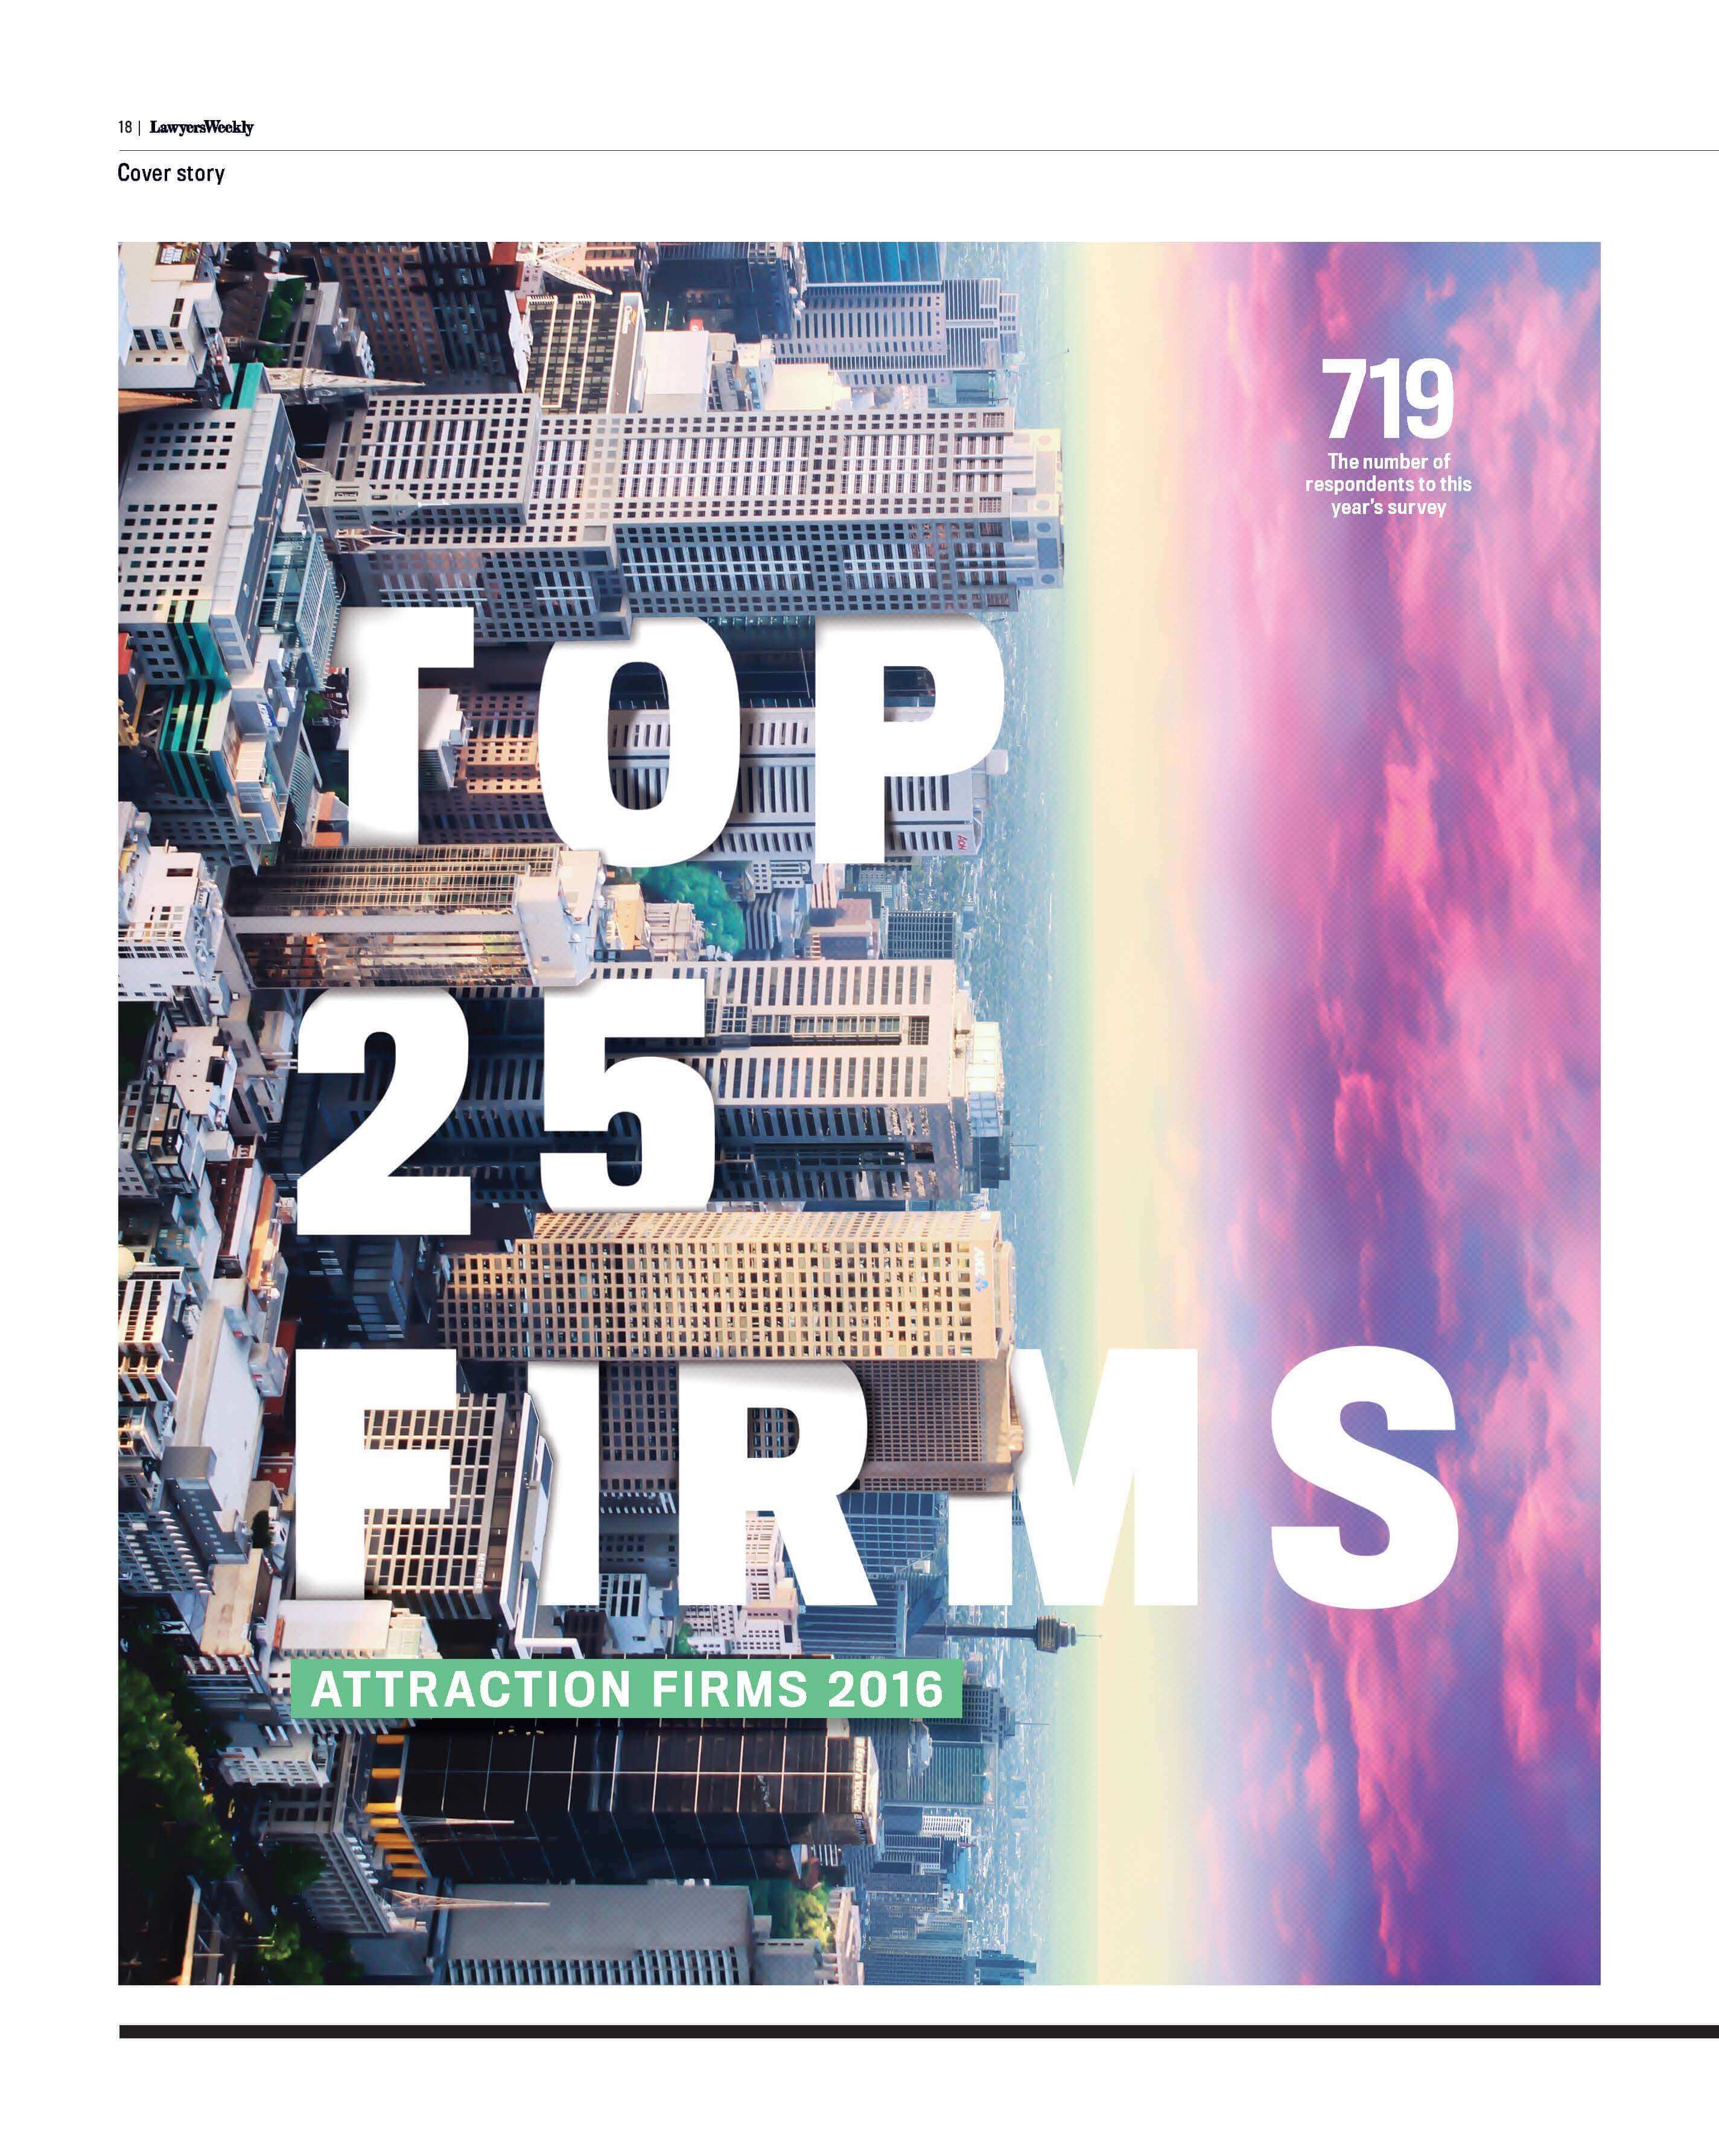 18 | LawyersWeekly
Cover story
719
The number of
respondents to this
year's survey
TOP
25
FIRMS
ATTRACTION FIRMS 2016